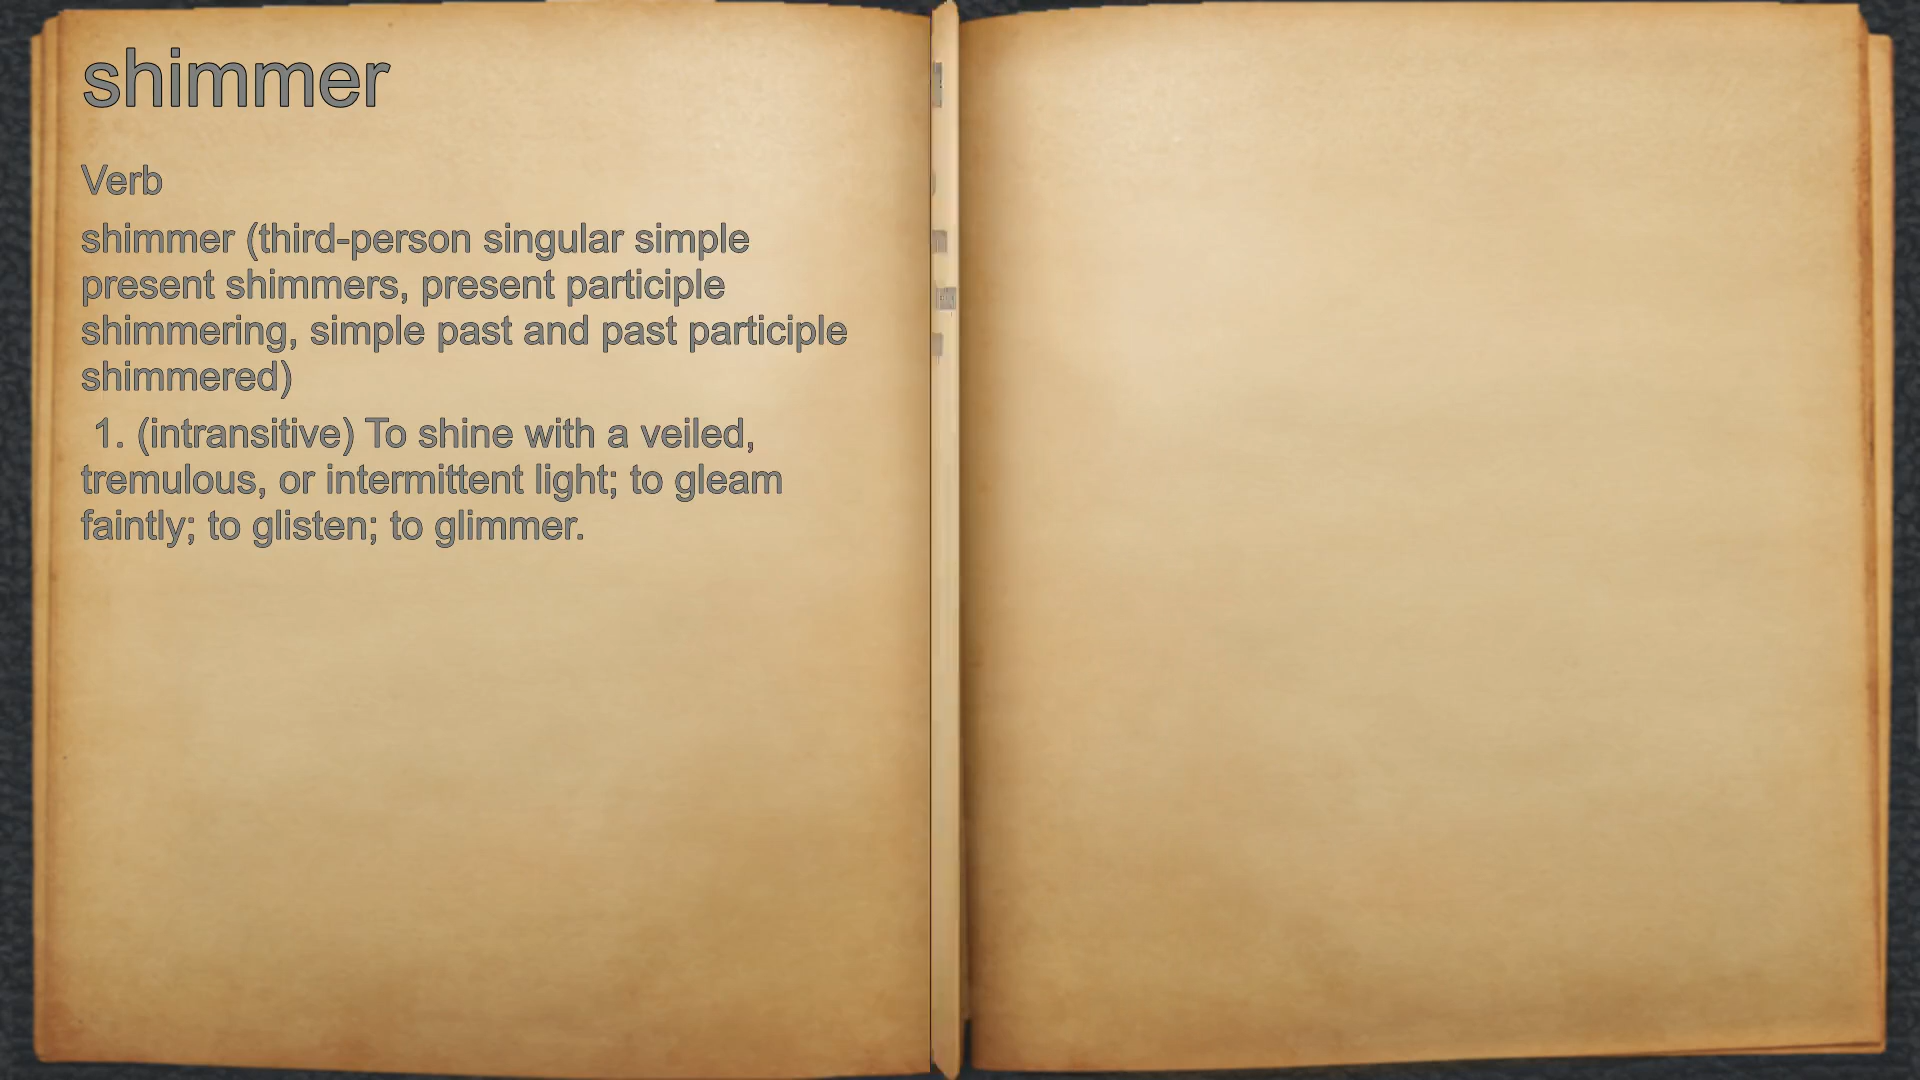 shimmer
Verb
shimmer (third-person singular simple
present shimmers, present participle
shimmering, simple past and past participle
shimmered)
1. (intransitive) To shine with a veiled,
tremulous, or intermittent light; to gleam
faintly; to glisten; to glimmer.